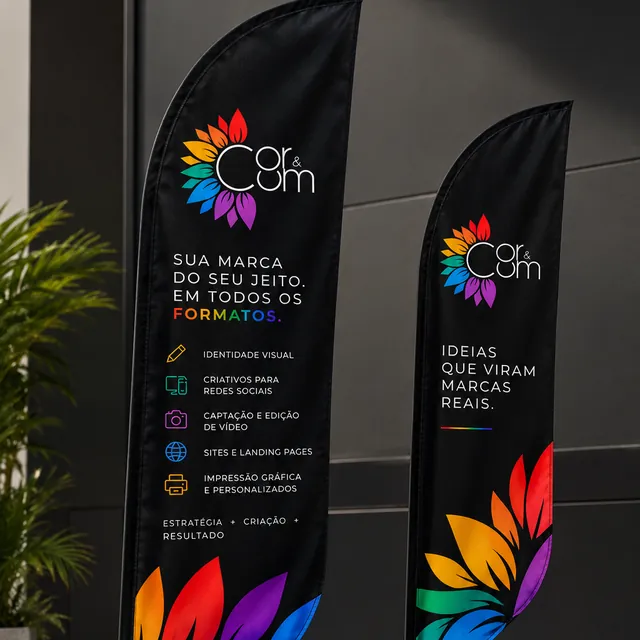 Cor&
Com
SUA MARCA
DO SEU JEITO.
EM TODOS OS
FORMATOS.
IDENTIDADE VISUAL
CRIATIVOS PARA
REDES SOCIAIS
CAPTAÇÃO E EDIÇÃO
DE VÍDEO
SITES E LANDING PAGES
IMPRESSÃO GRÁFICA
E PERSONALIZADOS
ESTRATÉGIA + CRIAÇÃO +
RESULTADO
Cor&
Com
IDEIAS
QUE VIRAM
MARCAS
REAIS.